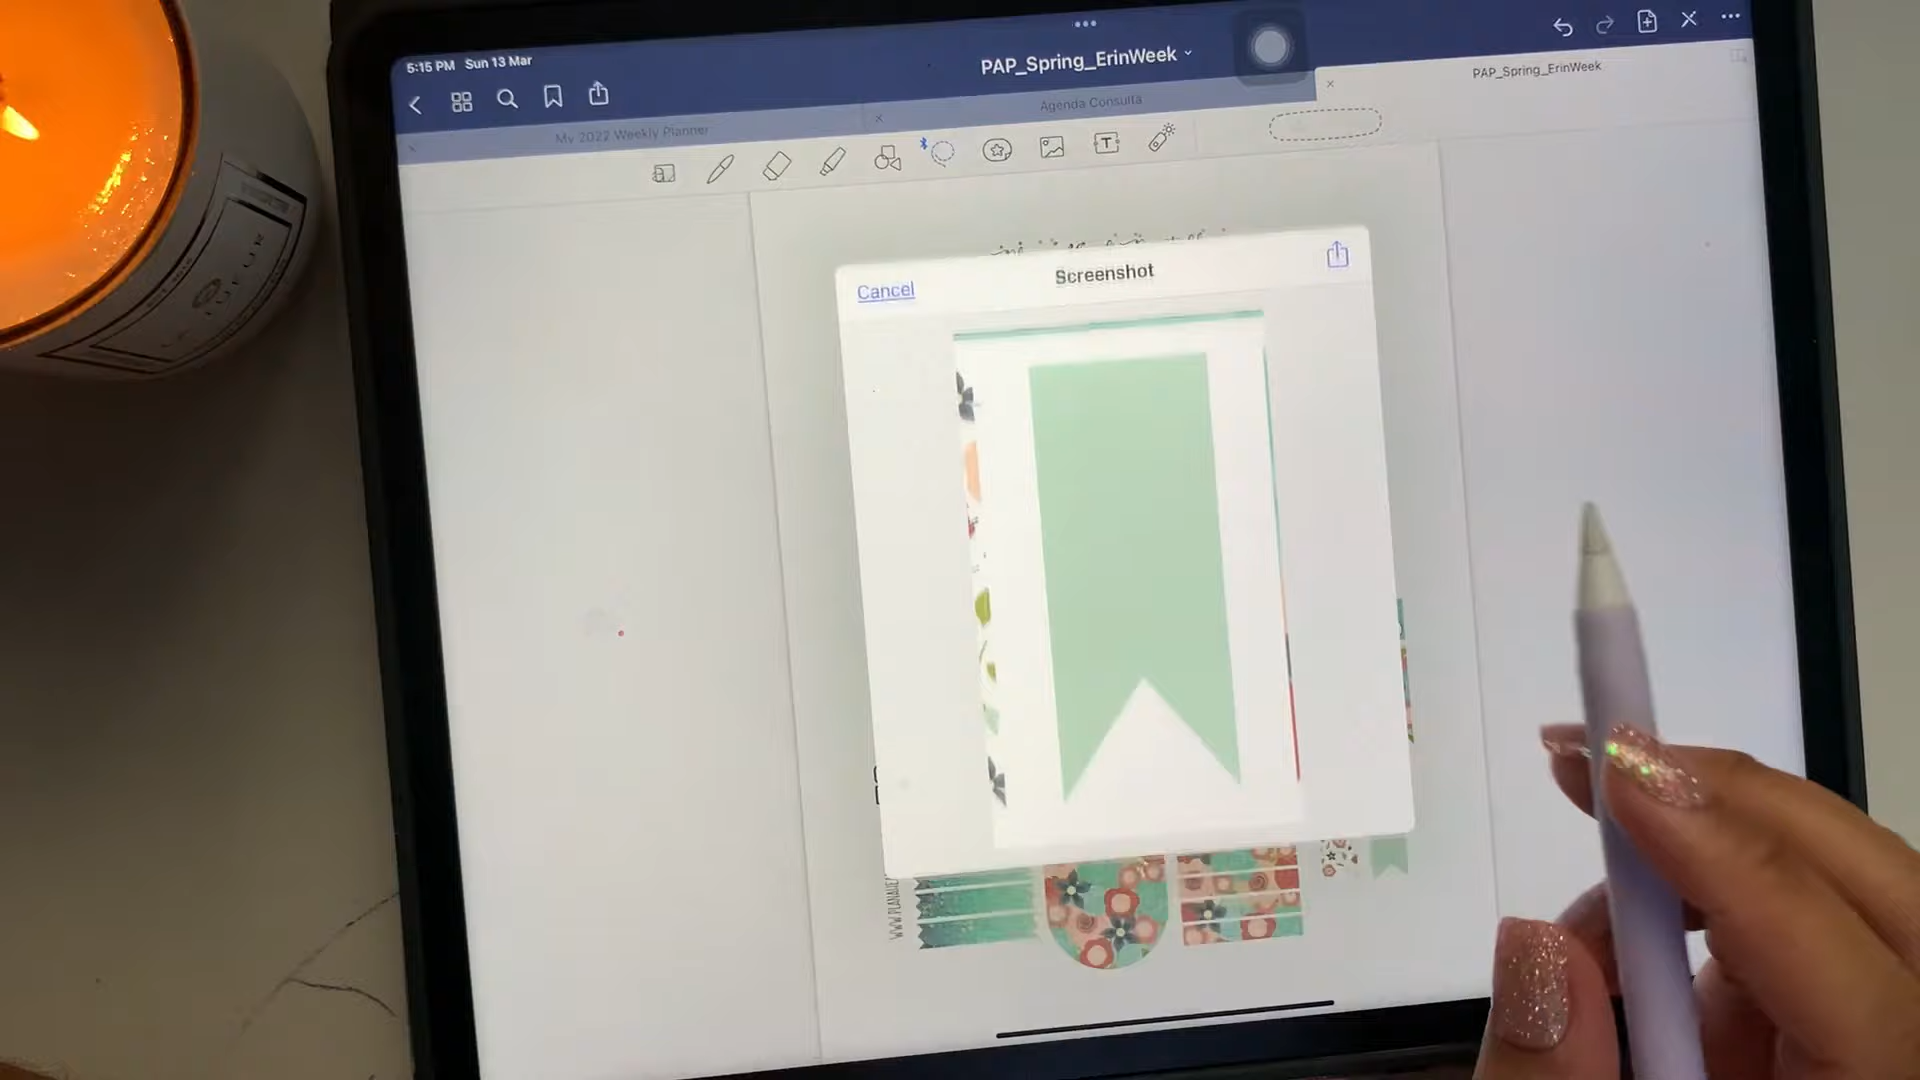 5:15 PM Sun 13 Mar
PAP_Spring_ErinWeek
PAP_Spring_ErinWeek
My 2022 Weekly Planner
Agenda Consulta
T
Cancel
Screenshot